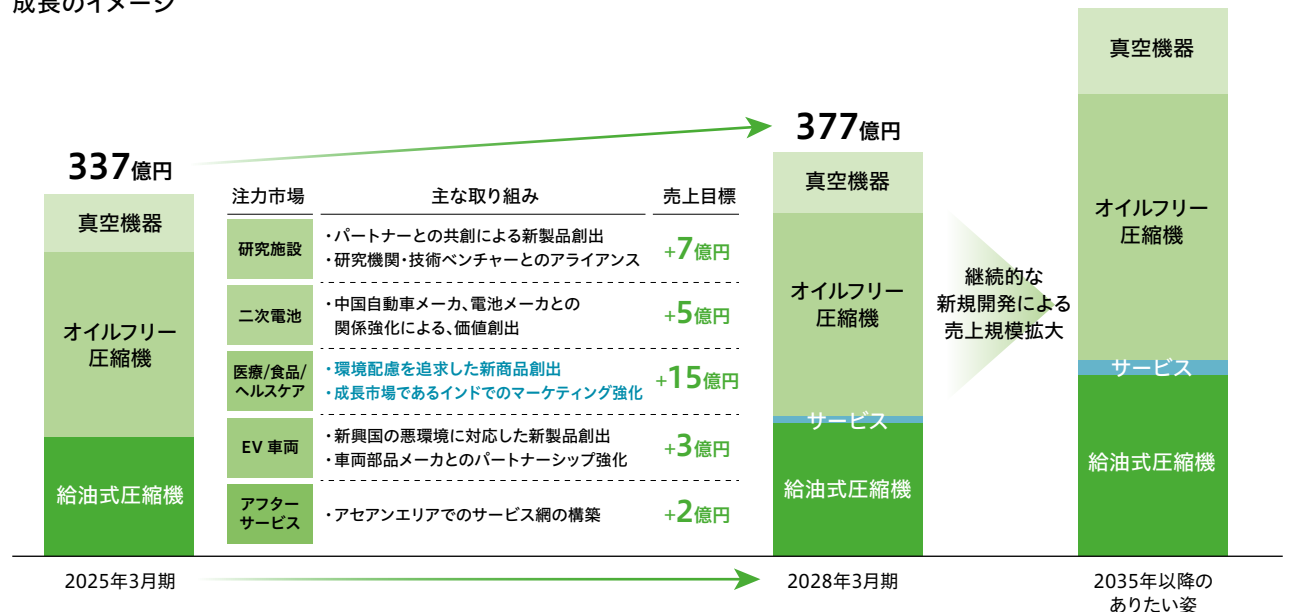 成長のイメージ
337億円
真空機器
オイルフリー
圧縮機
給油式圧縮機
2025年3月期
注力市場 主な取り組み 売上目標
研究施設
・パートナーとの共創による新製品創出
・研究機関・技術ベンチャーとのアライアンス
+7億円
二次電池
・中国自動車メーカ、電池メーカとの
関係強化による、価値創出
+5億円
医療/食品/
ヘルスケア
・環境配慮を追求した新商品創出
・成長市場であるインドでのマーケティング強化
+15億円
EV 車両
・新興国の悪環境に対応した新製品創出
・車両部品メーカとのパートナーシップ強化
+3億円
アフター
サービス
・アセアンエリアでのサービス網の構築
+2億円
377億円
真空機器
オイルフリー
圧縮機
サービス
給油式圧縮機
2028年3月期
継続的な
新規開発による
売上規模拡大
真空機器
オイルフリー
圧縮機
サービス
給油式圧縮機
2035年以降の
ありたい姿